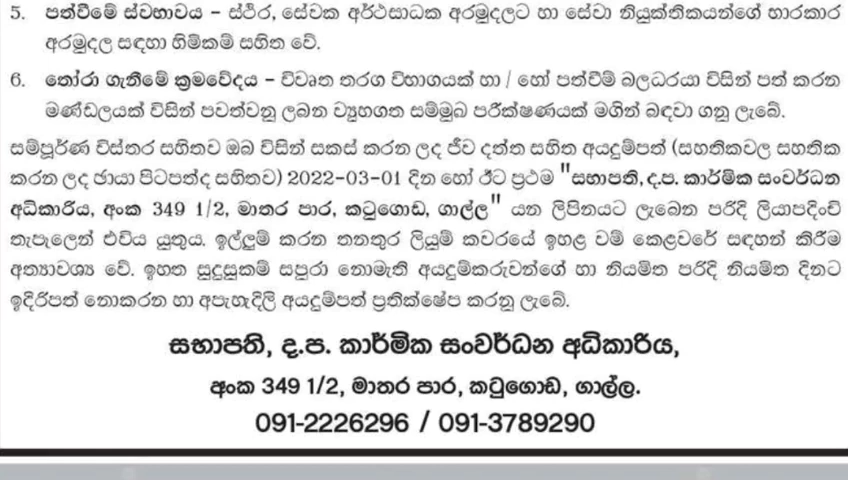 5. පත්වීමේ ස්වභාවය – ස්ථිර, සේවක අර්ථසාධක අරමුදලට හා සේවා නියුක්තිකයන්ගේ භාරකාර
අරමුදල සඳහා හිමිකම් සහිත වේ.
6. තෝරා ගැනීමේ ක්‍රමවේදය – විවෘත තරග විභාගයක් හා / හෝ පත්වීම් බලධරයා විසින් පත් කරන
මණ්ඩලයක් විසින් පවත්වනු ලබන ව්‍යුහගත සම්මුඛ පරීක්ෂණයක් මගින් බඳවා ගනු ලැබේ.
සම්පූර්ණ විස්තර සහිතව ඔබ විසින් සකස් කරන ලද ජීව දත්ත සහිත අයදුම්පත් (සහතිකවල සහතික
කරන ලද ඡායා පිටපත්ද සහිතව) 2022-03-01 දින හෝ ඊට ප්‍රථම "සභාපති, ද.ප. කාර්මික සංවර්ධන
අධිකාරිය, අංක 349 1/2, මාතර පාර, කටුගොඩ, ගාල්ල" යන ලිපිනයට ලැබෙන පරිදි ලියාපදිංචි
තැපෑලෙන් එවිය යුතුය. ඉල්ලුම් කරන තනතුර ලියුම් කවරයේ ඉහළ වම් කෙළවරේ සඳහන් කිරීම
අත්‍යාවශ්‍ය වේ. ඉහත සුදුසුකම් සපුරා නොමැති අයදුම්කරුවන්ගේ හා නියමිත පරිදි නියමිත දිනට
ඉදිරිපත් නොකරන හා අපැහැදිලි අයදුම්පත් ප්‍රතික්ෂේප කරනු ලැබේ.
සභාපති, ද.ප. කාර්මික සංවර්ධන අධිකාරිය,
අංක 349 1/2, මාතර පාර, කටුගොඩ, ගාල්ල.
091-2226296 / 091-3789290